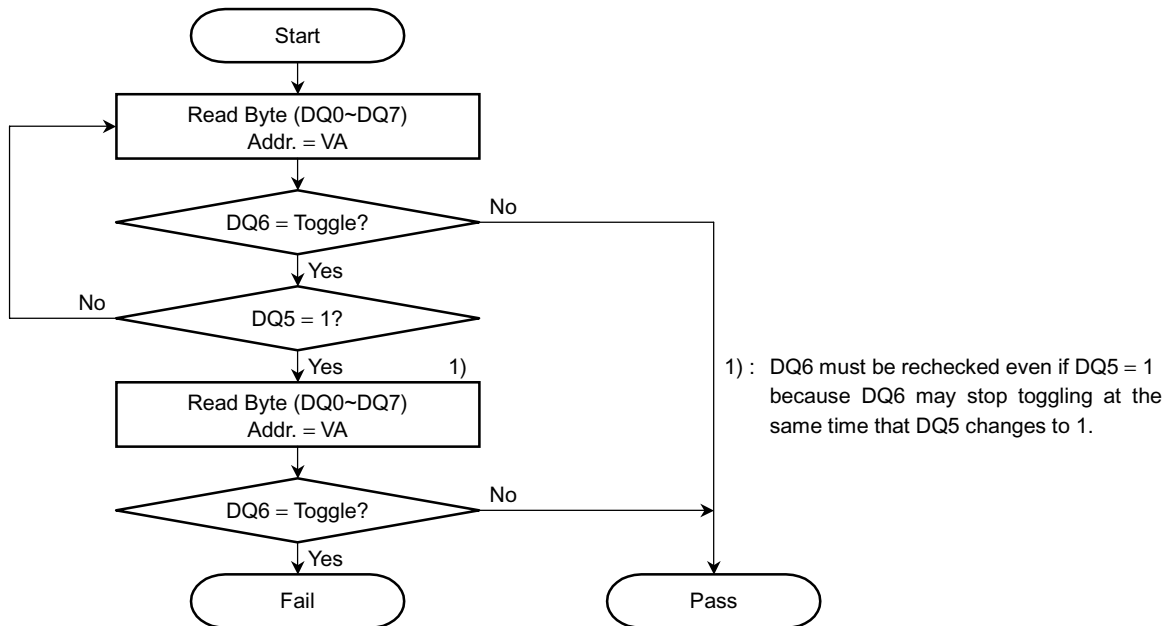 Start
Read Byte (DQ0~DQ7)
Addr. = VA
DQ6 = Toggle?
No
Yes
No
DQ5 = 1?
Yes
1)
Read Byte (DQ0~DQ7)
Addr. = VA
1) : DQ6 must be rechecked even if DQ5 = 1
because DQ6 may stop toggling at the
same time that DQ5 changes to 1.
DQ6 = Toggle?
No
Yes
Fail
Pass